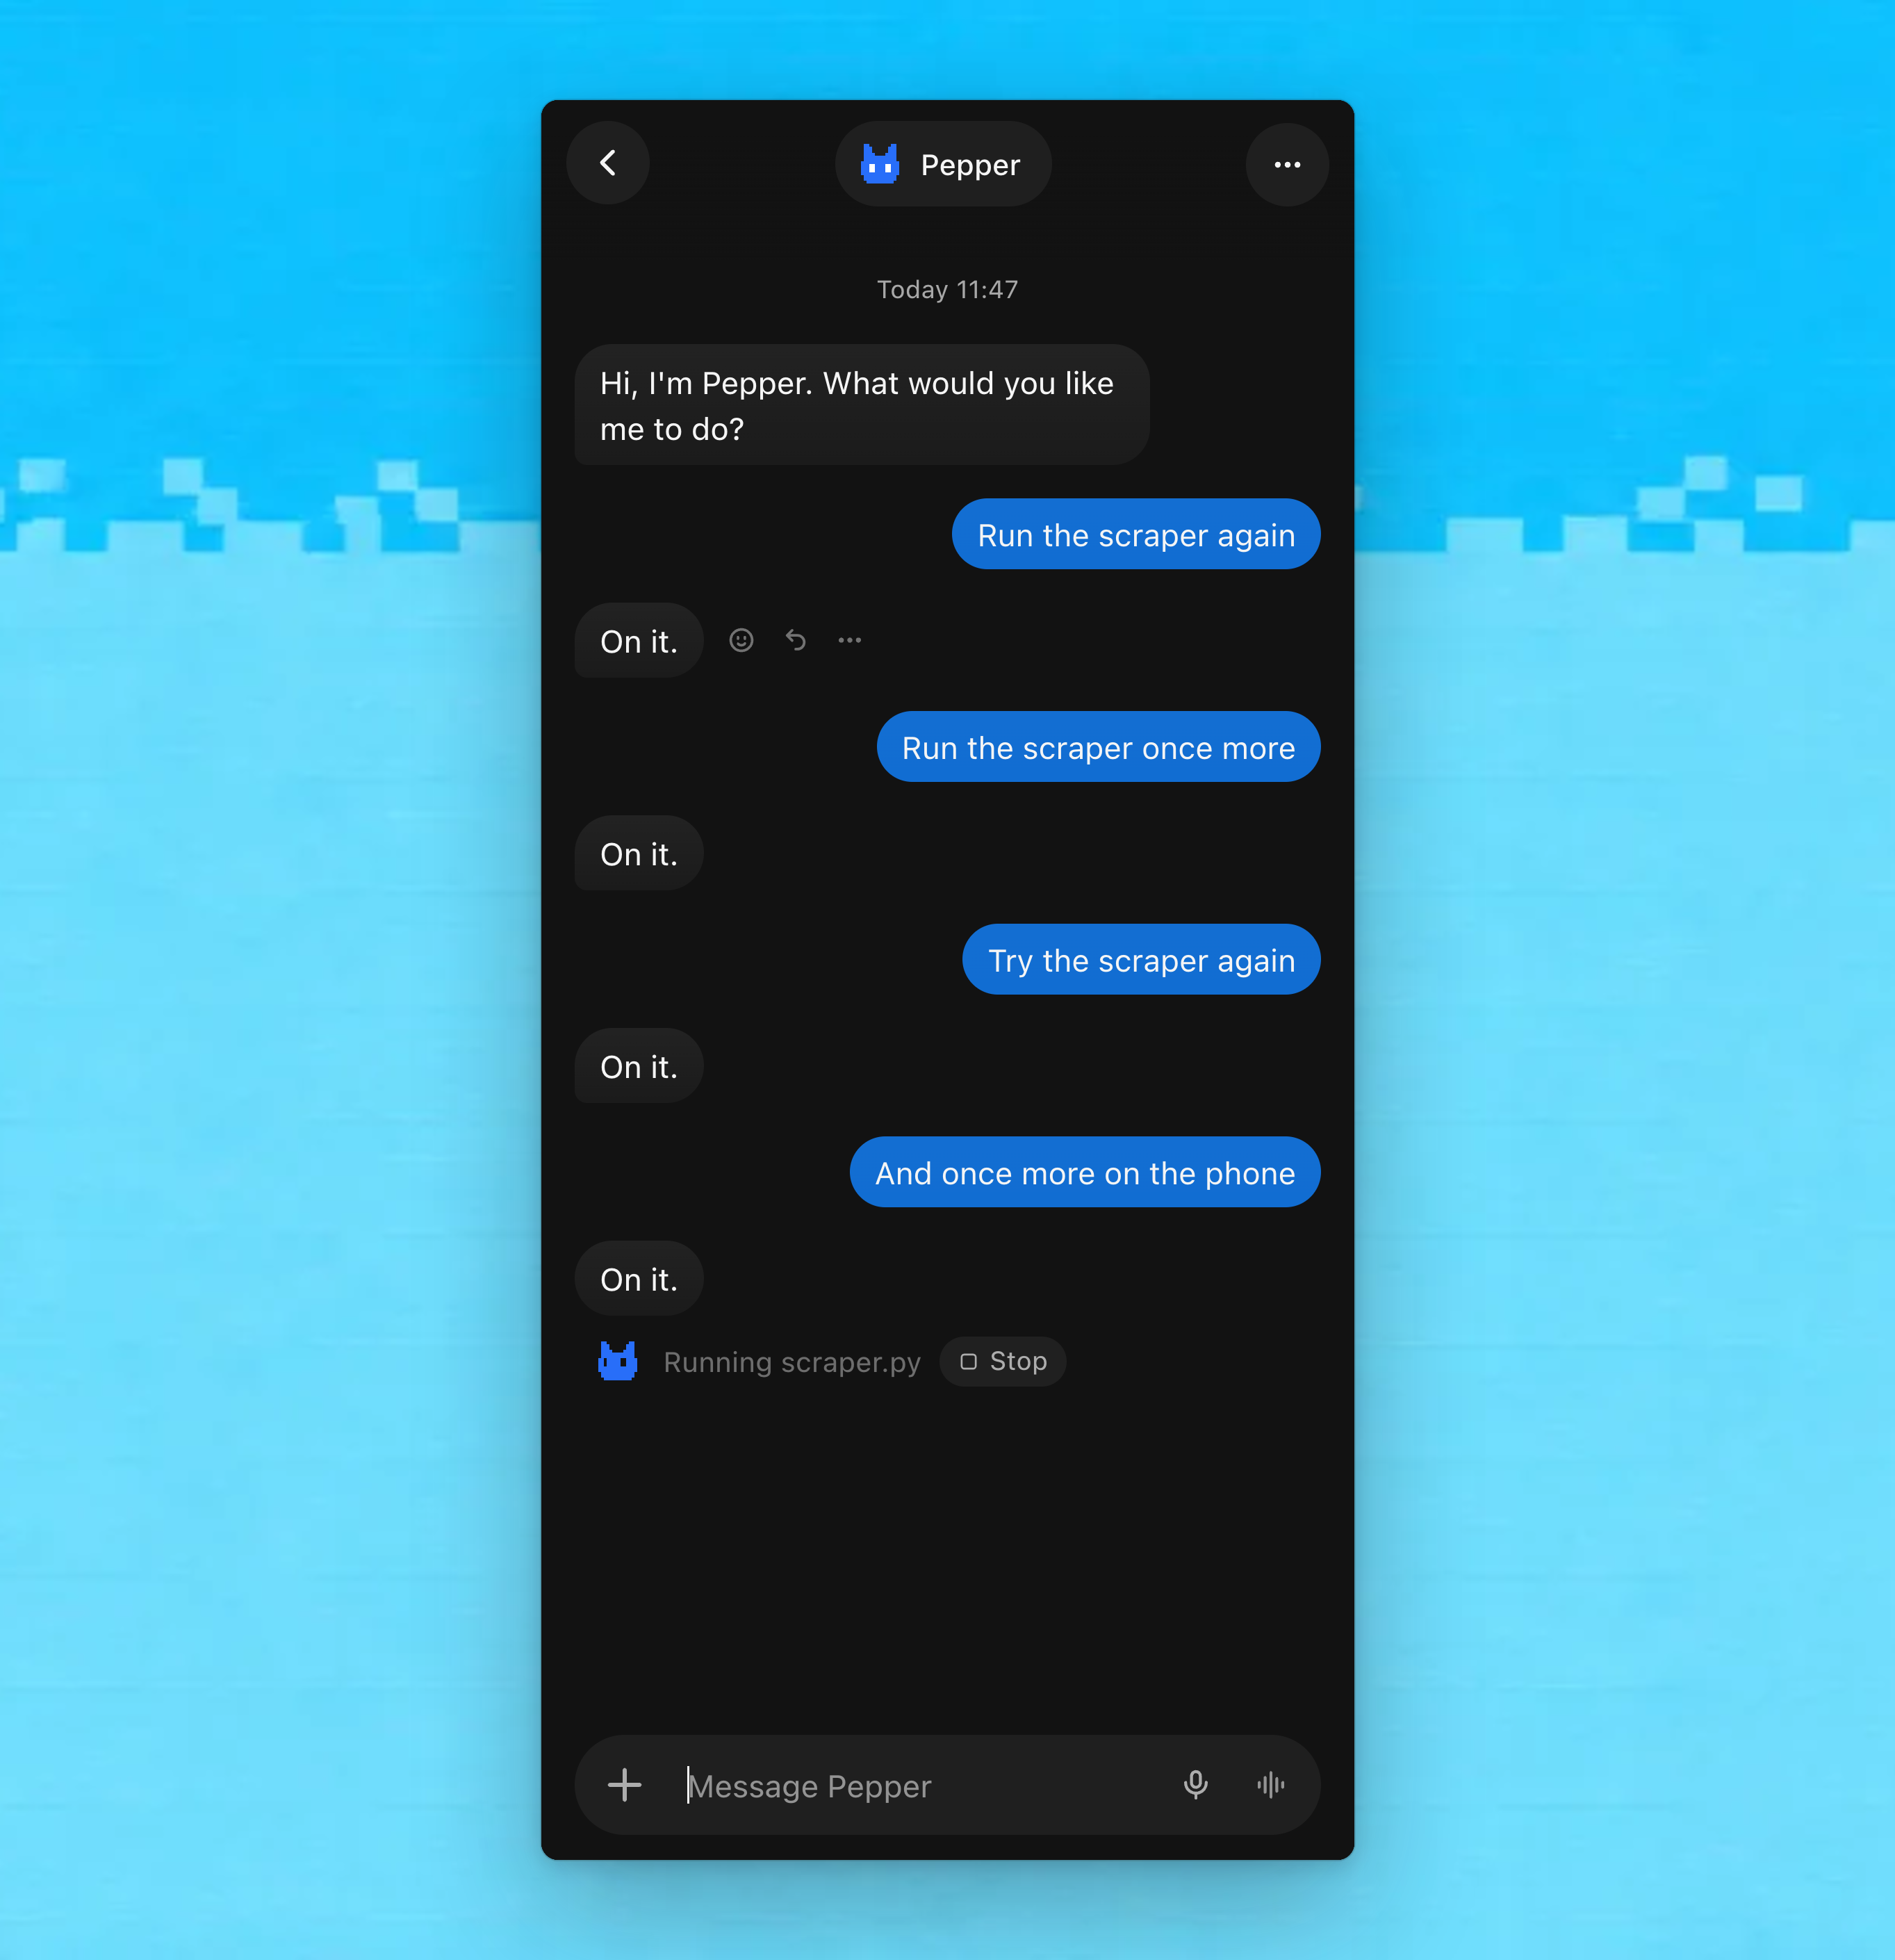 Pepper
Today 11:47
Hi, I'm Pepper. What would you like
me to do?
Run the scraper again
On it.
Run the scraper once more
On it.
Try the scraper again
On it.
And once more on the phone
On it.
Running scraper.py
Stop
Message Pepper